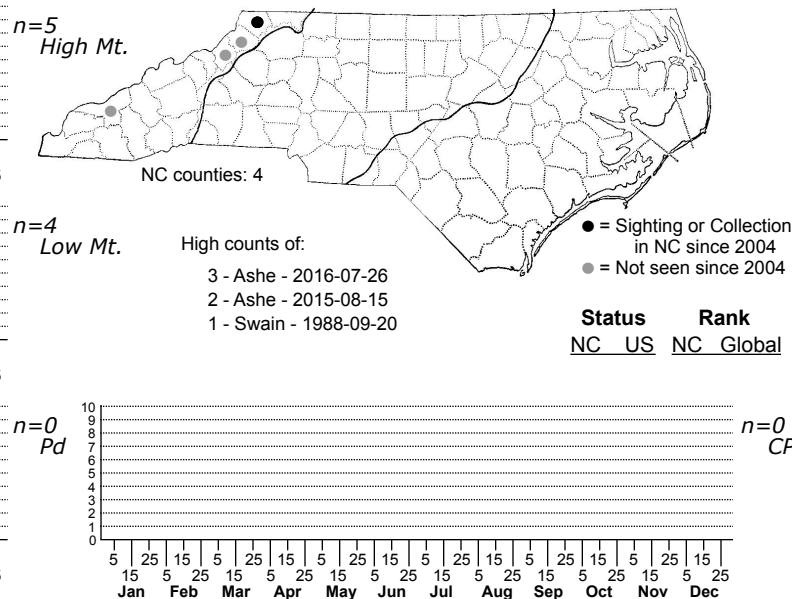 n=5
High Mt.
NC counties: 4
n=4
Low Mt.
High counts of:
3 - Ashe - 2016-07-26
2 - Ashe - 2015-08-15
1 - Swain - 1988-09-20
● = Sighting or Collection
in NC since 2004
● = Not seen since 2004
Status Rank
NC US NC Global
n=0
Pd
10
9
8
7
6
5
4
3
2
1
0
n=0
CP
5 25 15 5 25 15 5 25 15 5 25 15 5 25 15 5 25 15
15 5 25 15 5 25 15 5 25 15 5 25 15 5 25 15 5 25
Jan Feb Mar Apr May Jun Jul Aug Sep Oct Nov Dec